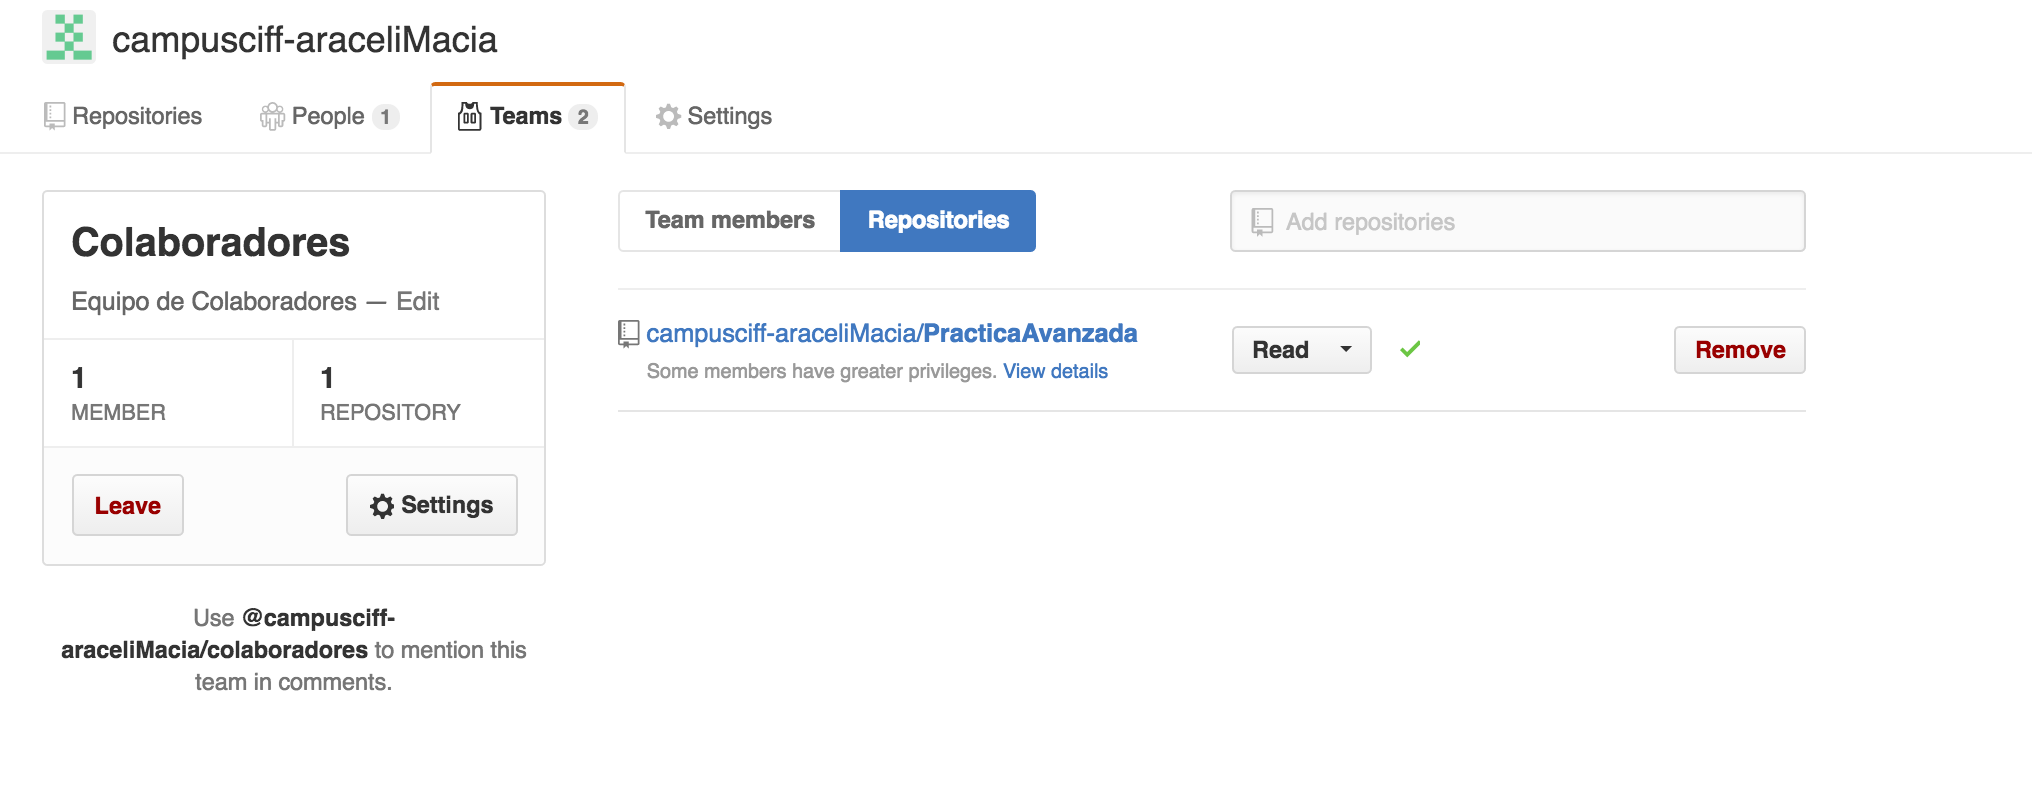 campusciff-araceliMacia
Repositories People 1 Teams 2 Settings
Colaboradores
Equipo de Colaboradores — Edit
1 1
MEMBER REPOSITORY
Leave Settings
Use @campusciff-
araceliMacia/colaboradores to mention this
team in comments.
Team members Repositories Add repositories
campusciff-araceliMacia/PracticaAvanzada Read Remove
Some members have greater privileges. View details